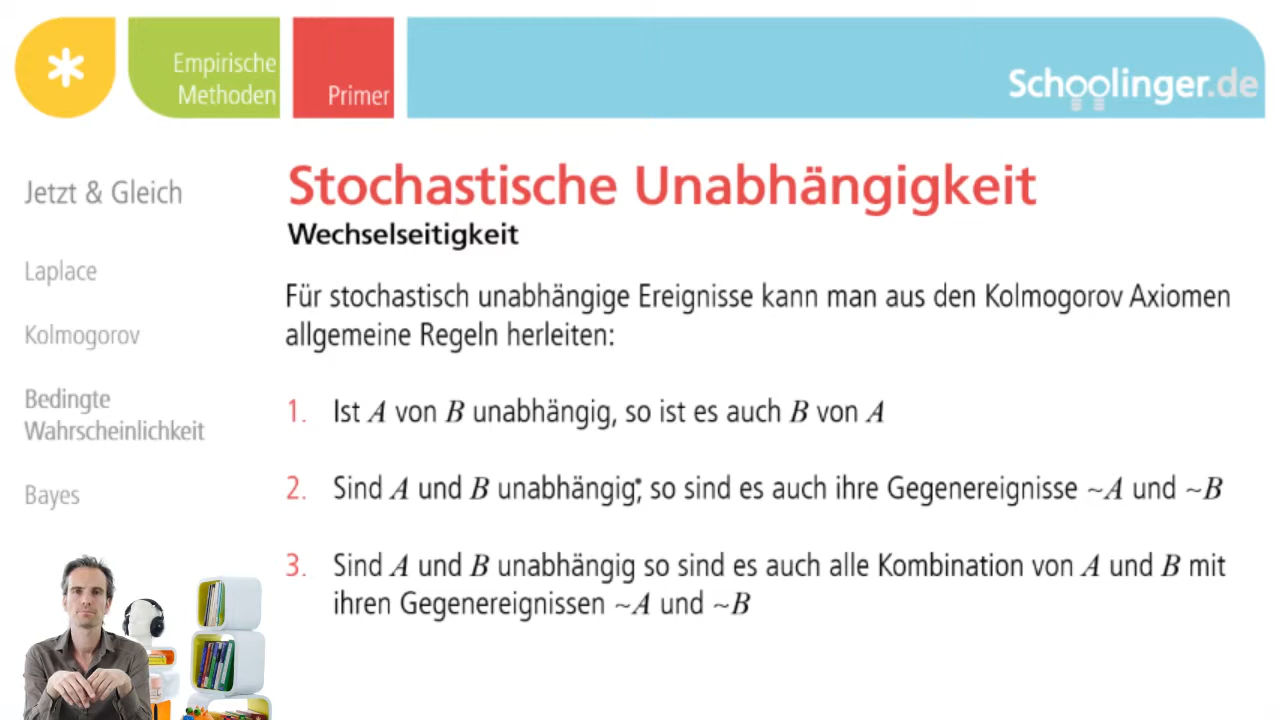 Empirische
Methoden
Primer
Schoolinger.de
Jetzt & Gleich
Laplace
Kolmogorov
Bedingte
Wahrscheinlichkeit
Bayes
Stochastische Unabhängigkeit
Wechselseitigkeit
Für stochastisch unabhängige Ereignisse kann man aus den Kolmogorov Axiomen
allgemeine Regeln herleiten:
1. Ist A von B unabhängig, so ist es auch B von A
2. Sind A und B unabhängig, so sind es auch ihre Gegenereignisse ~A und ~B
3. Sind A und B unabhängig so sind es auch alle Kombination von A und B mit
ihren Gegenereignissen ~A und ~B